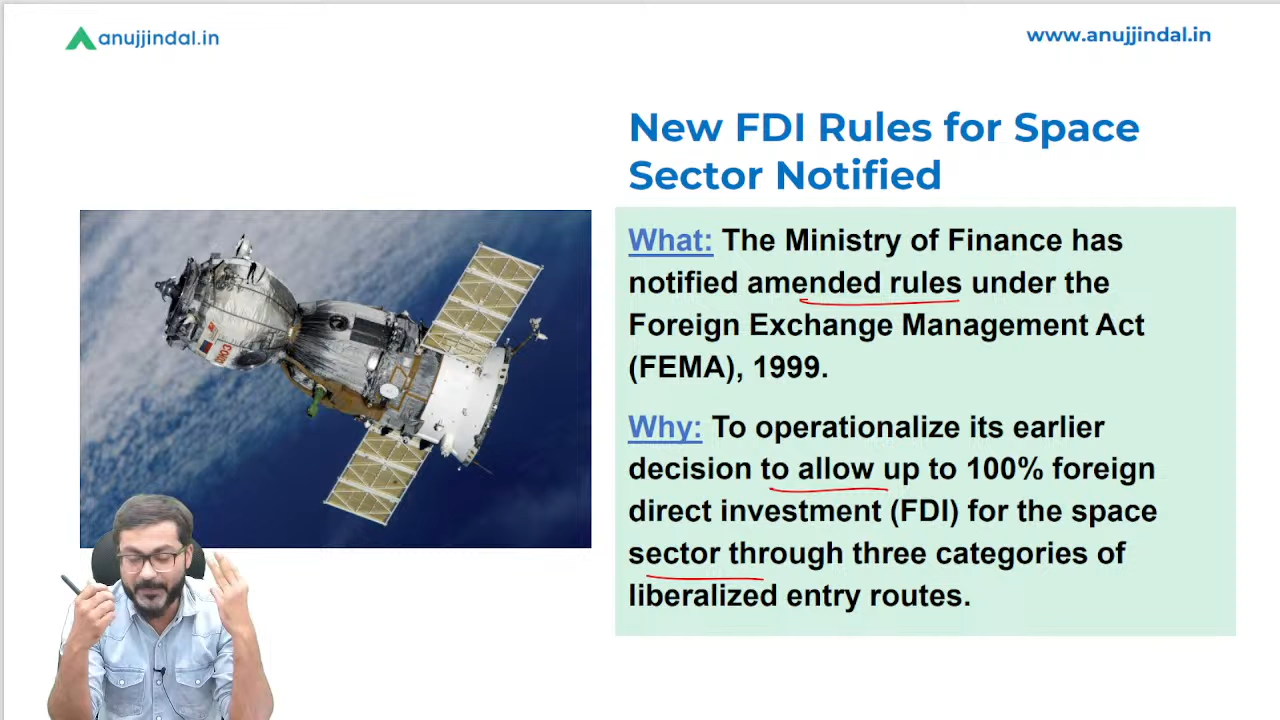 anujjindal.in
www.anujjindal.in
New FDI Rules for Space
Sector Notified
What: The Ministry of Finance has
notified amended rules under the
Foreign Exchange Management Act
(FEMA), 1999.
Why: To operationalize its earlier
decision to allow up to 100% foreign
direct investment (FDI) for the space
sector through three categories of
liberalized entry routes.